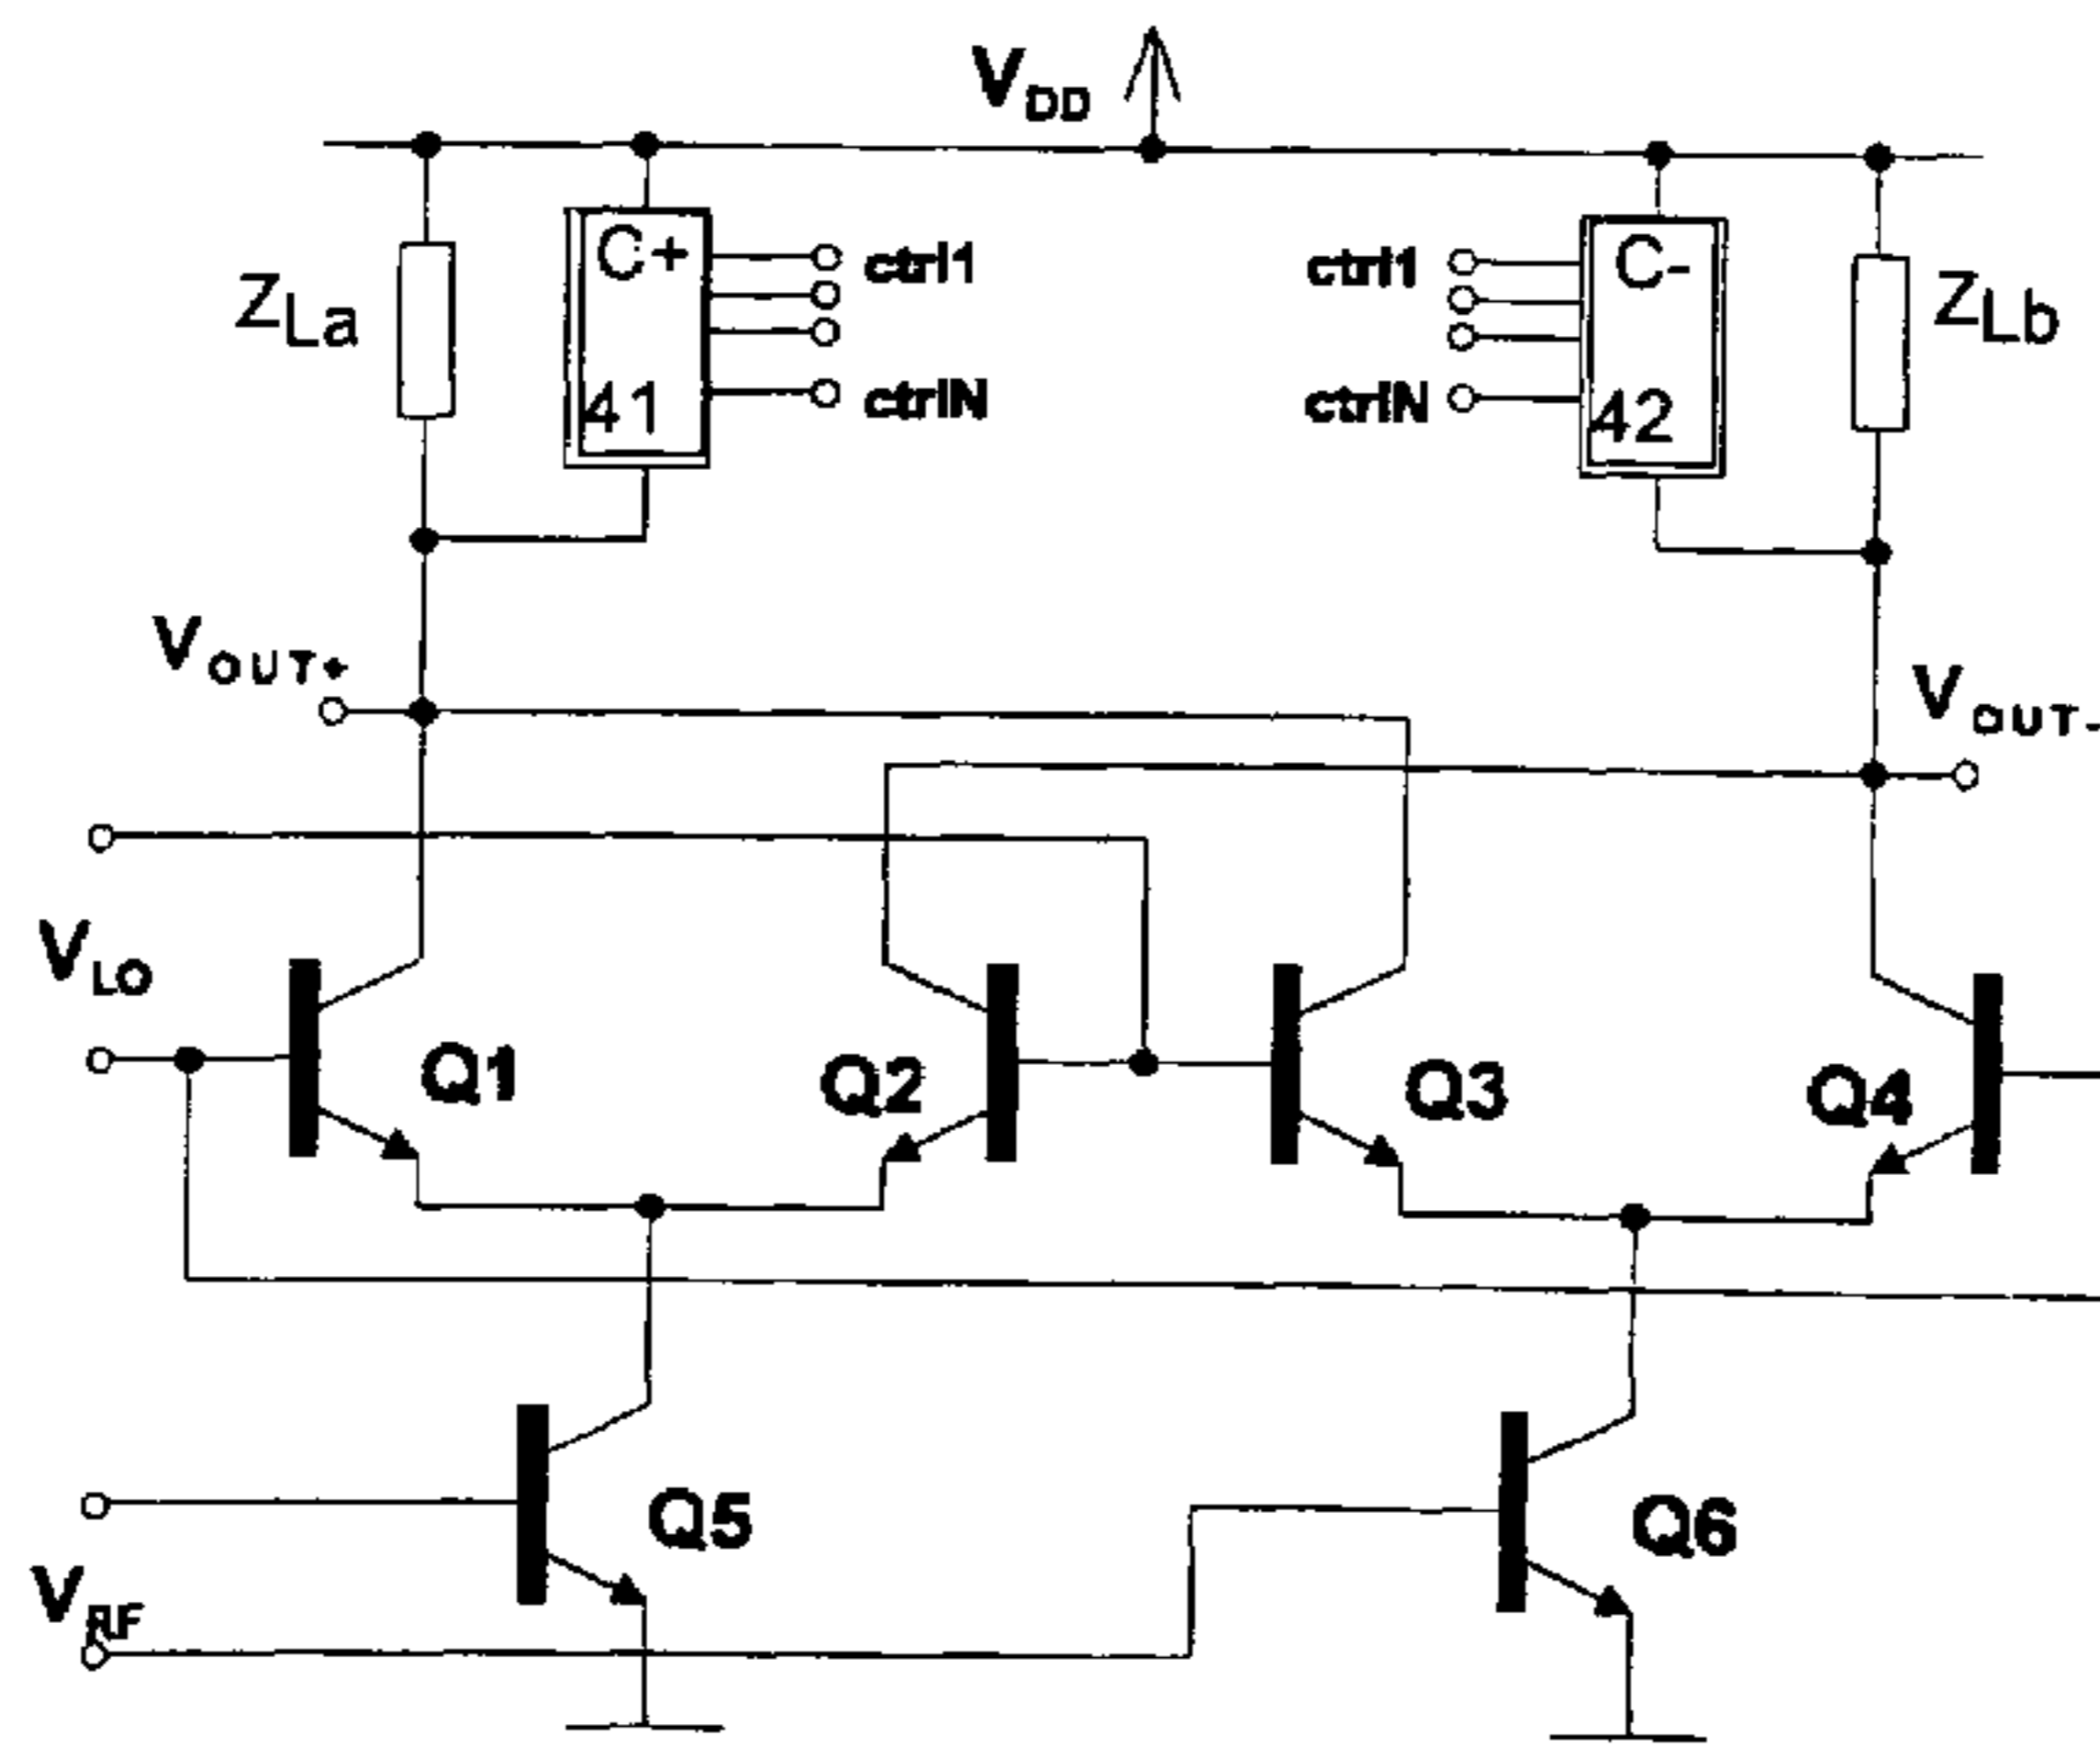 VDD
C+
ctrl1
ctrl1
C-
ZLa
ZLb
41
ctrlN
ctrlN
42
VOUT+
VOUT-
VLO
Q1
Q2
Q3
Q4
Q5
Q6
VRF